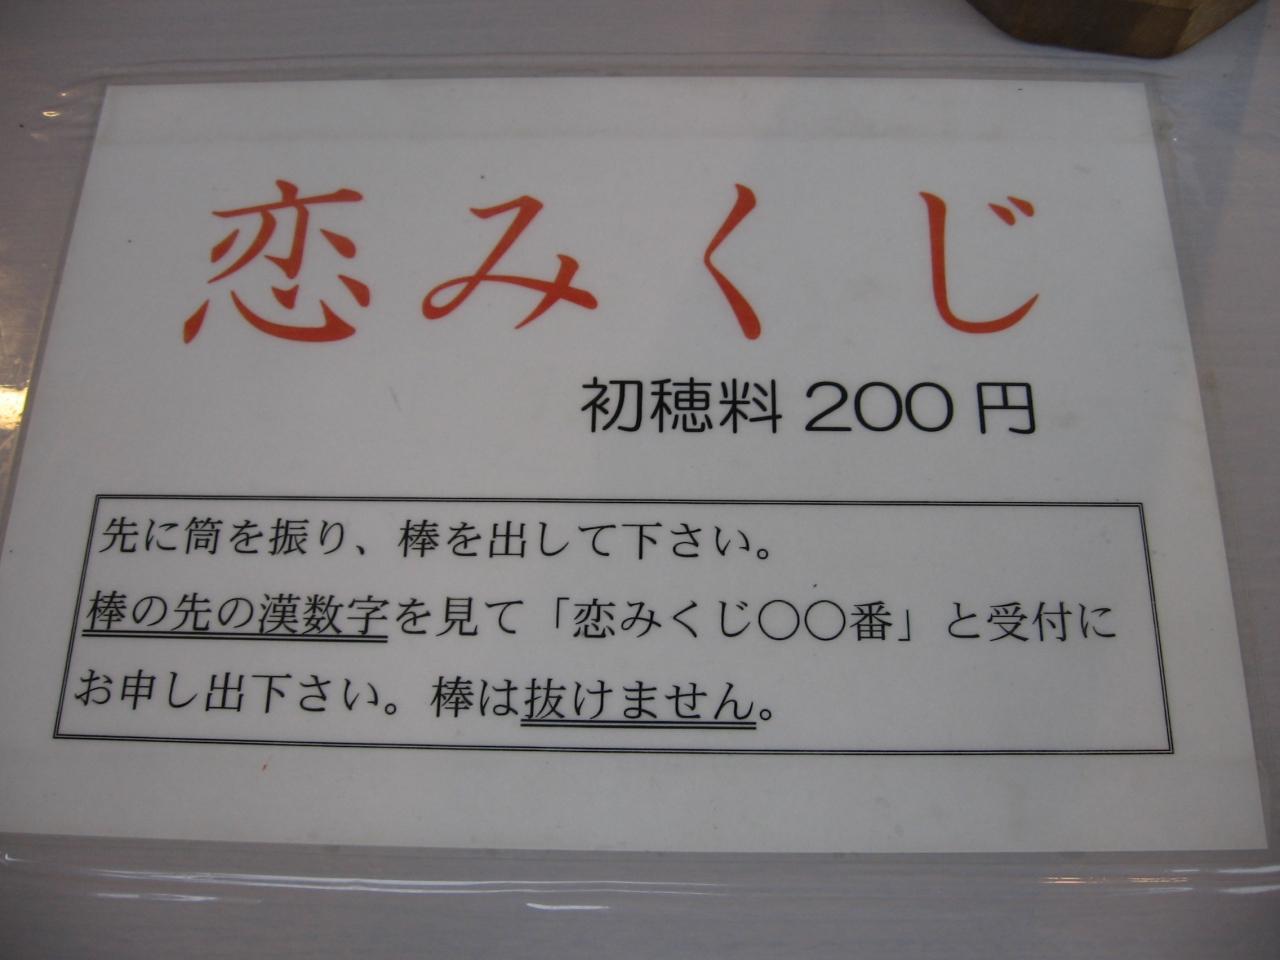 恋みくじ
初穂料200円
先に筒を振り、棒を出して下さい。
棒の先の漢数字を見て「恋みくじ〇〇番」と受付に
お申し出下さい。棒は抜けません。